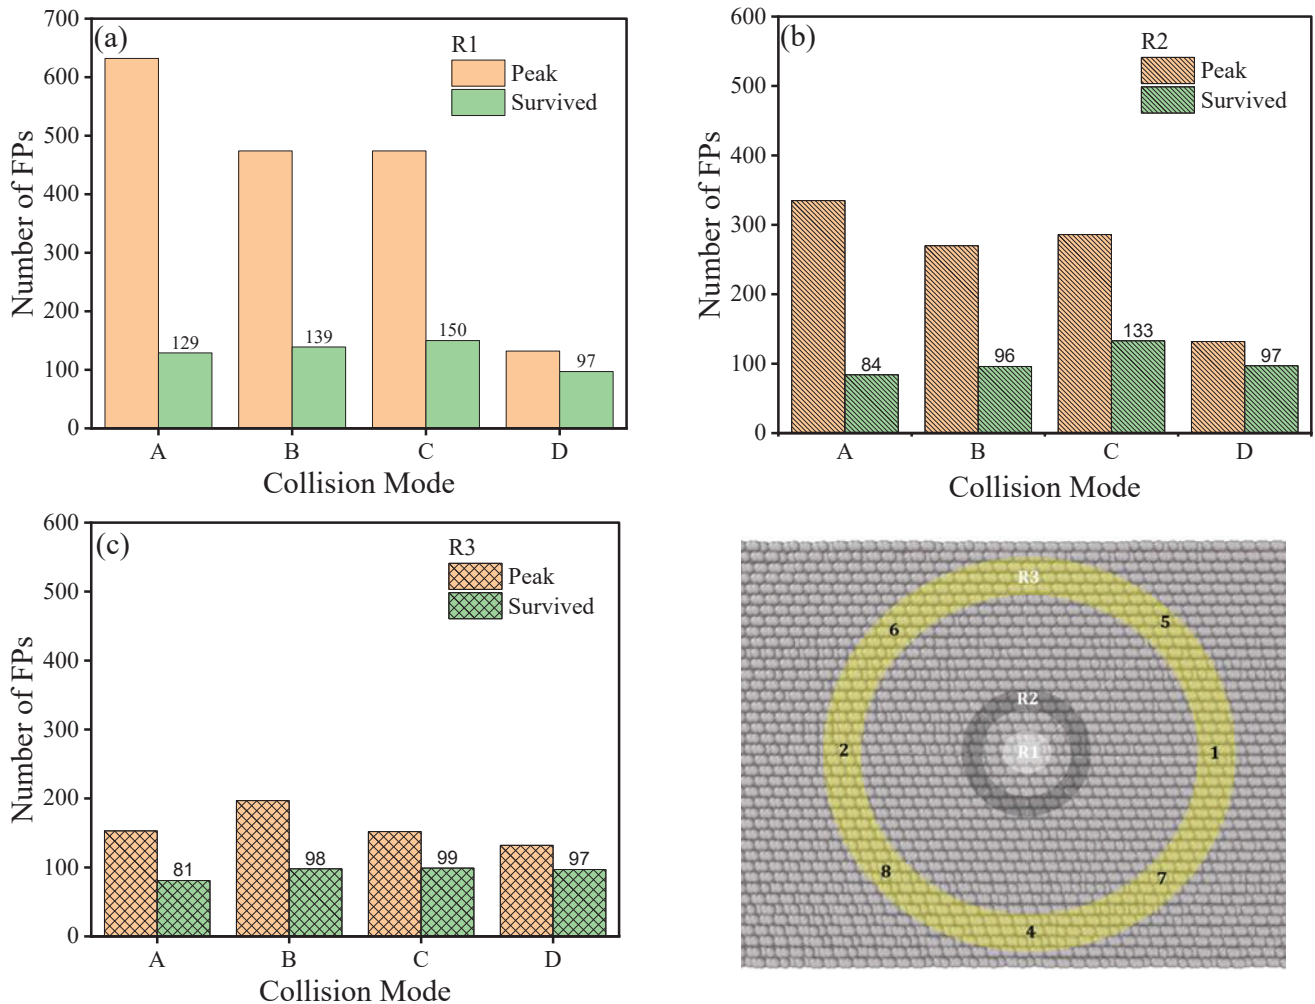 (a)
R1
Peak
Survived
700
600
500
400
300
200
100
0
Number of FPs
129
139
150
97
A B C D
Collision Mode
(b)
R2
Peak
Survived
600
500
400
300
200
100
0
Number of FPs
84
96
133
97
A B C D
Collision Mode
(c)
R3
Peak
Survived
600
500
400
300
200
100
0
Number of FPs
81
98
99
97
A B C D
Collision Mode
R3
6
5
R2
2
R1
1
8
7
4